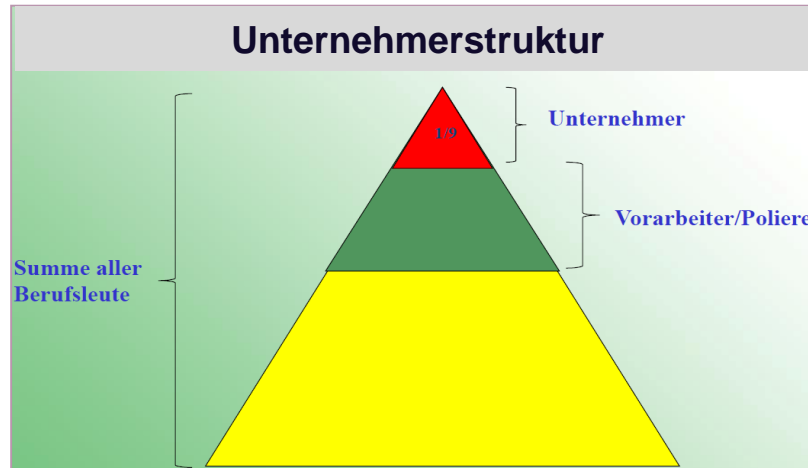 Unternehmerstruktur
1/9
Unternehmer
Vorarbeiter/Poliere
Summe aller
Berufsleute